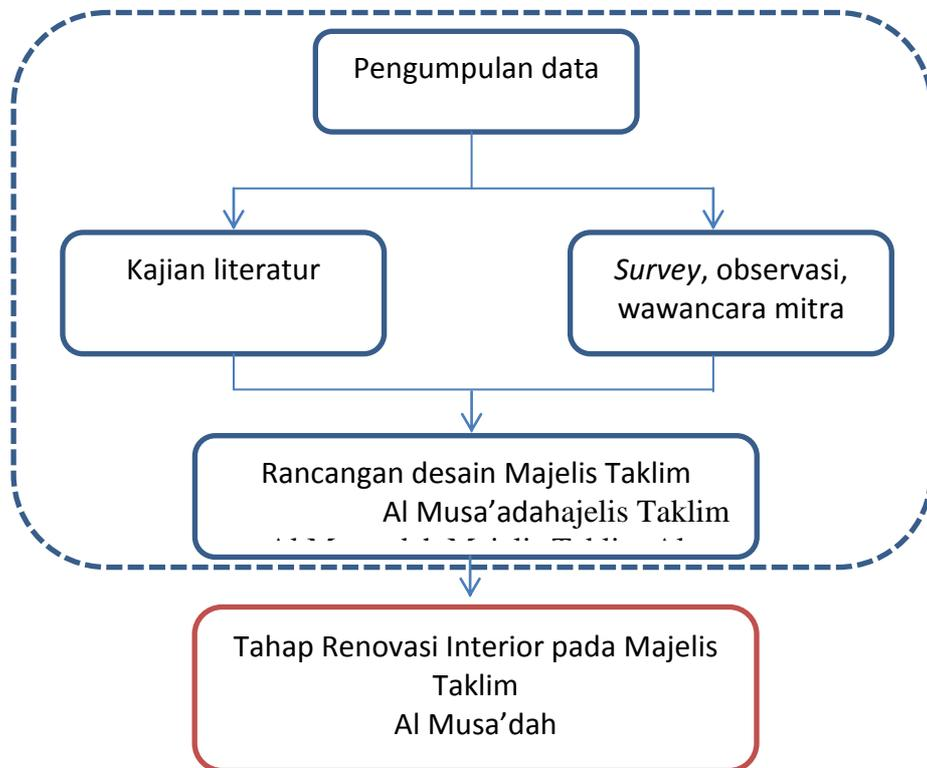 Pengumpulan data
Kajian literatur
Survey, observasi,
wawancara mitra
Rancangan desain Majelis Taklim
Al Musa’adahajelis Taklim
Tahap Renovasi Interior pada Majelis
Taklim
Al Musa’dah